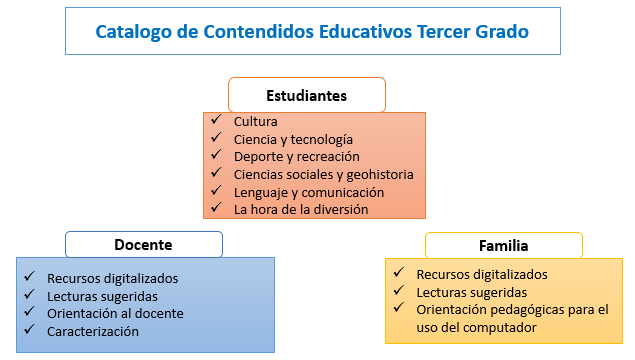 Catalogo de Contendidos Educativos Tercer Grado
Estudiantes
✓ Cultura
✓ Ciencia y tecnología
✓ Deporte y recreación
✓ Ciencias sociales y geohistoria
✓ Lenguaje y comunicación
✓ La hora de la diversión
Docente
✓ Recursos digitalizados
✓ Lecturas sugeridas
✓ Orientación al docente
✓ Caracterización
Familia
✓ Recursos digitalizados
✓ Lecturas sugeridas
✓ Orientación pedagógicas para el
uso del computador